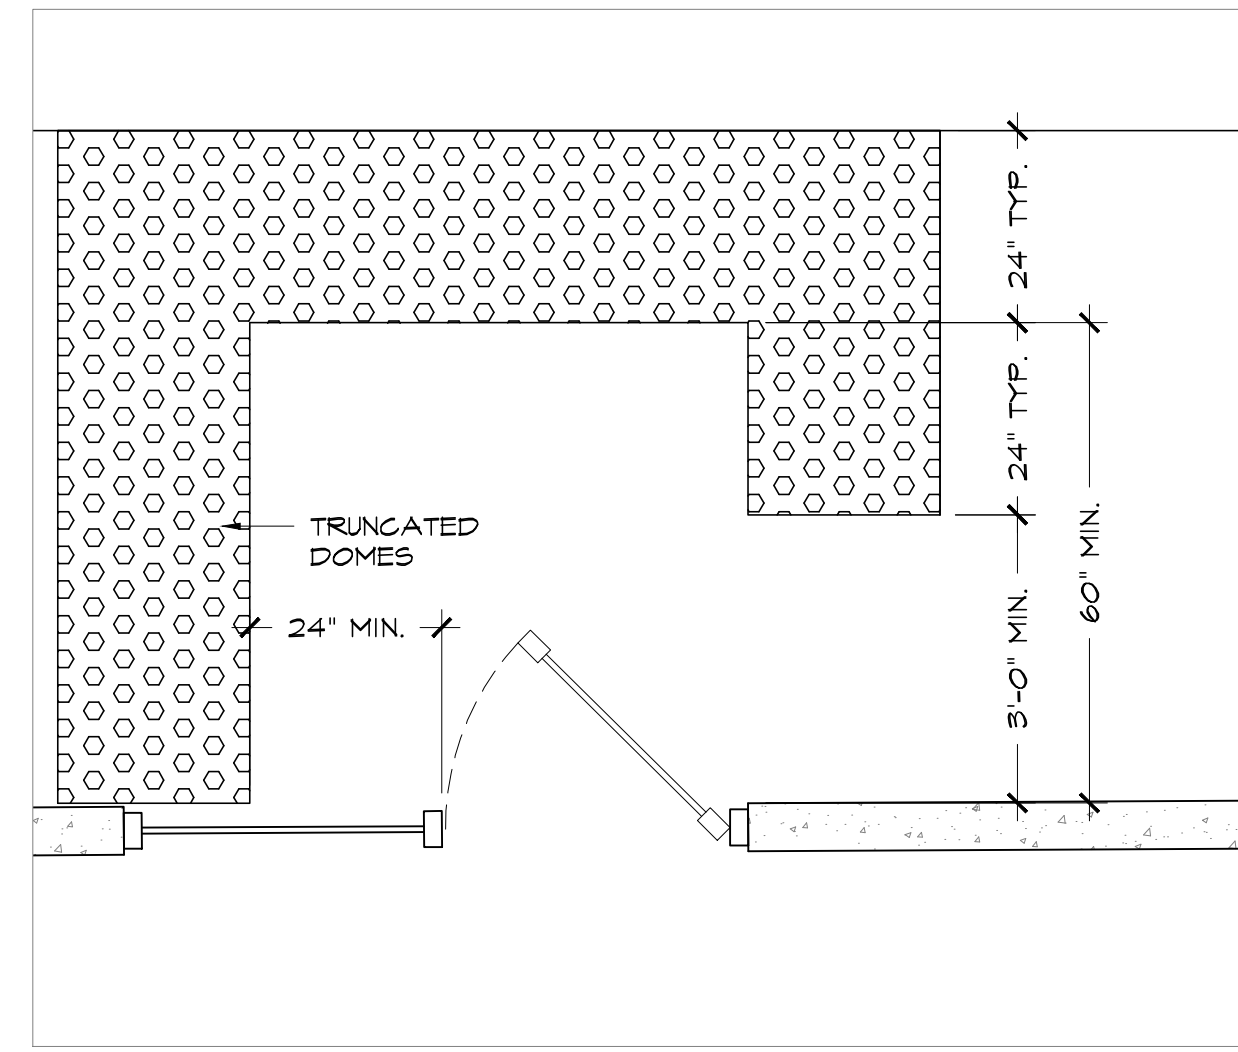 24" TYP.
24" TYP.
TRUNCATED
DOMES
24" MIN.
3'-0" MIN.
60" MIN.